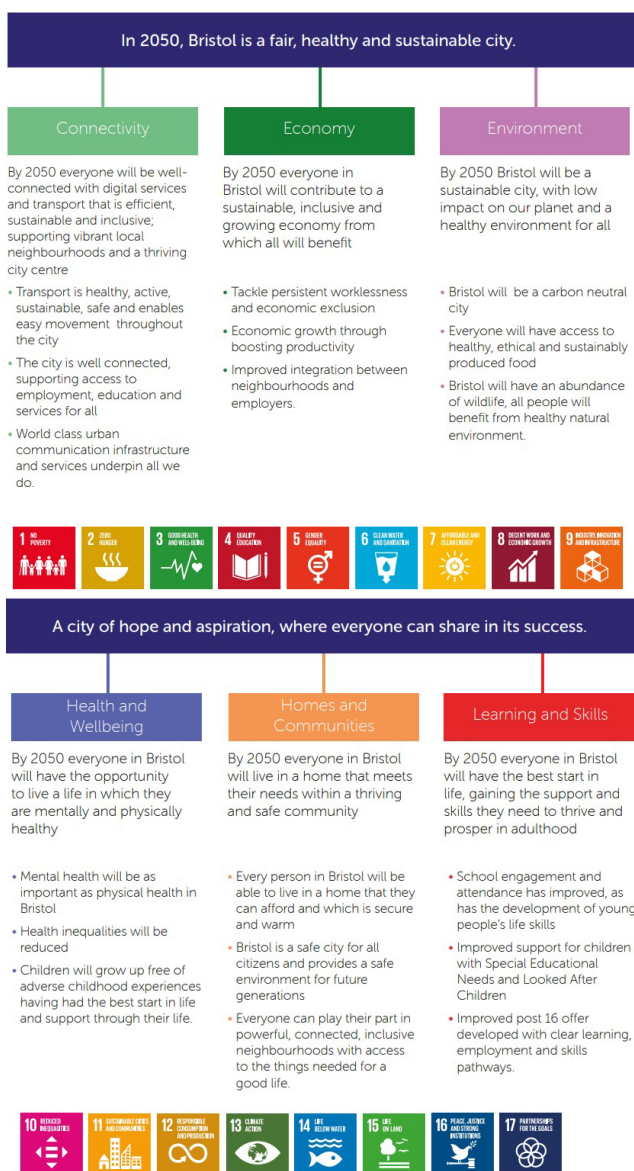 In 2050, Bristol is a fair, healthy and sustainable city.
Connectivity
By 2050 everyone will be well-
connected with digital services
and transport that is efficient,
sustainable and inclusive;
supporting vibrant local
neighbourhoods and a thriving
city centre
• Transport is healthy, active,
sustainable, safe and enables
easy movement throughout
the city
• The city is well connected,
supporting access to
employment, education and
services for all
• World class urban
communication infrastructure
and services underpin all we
do.
Economy
By 2050 everyone in
Bristol will contribute to a
sustainable, inclusive and
growing economy from
which all will benefit
• Tackle persistent worklessness
and economic exclusion
• Economic growth through
boosting productivity
• Improved integration between
neighbourhoods and
employers.
Environment
By 2050 Bristol will be a
sustainable city, with low
impact on our planet and a
healthy environment for all
• Bristol will be a carbon neutral
city
• Everyone will have access to
healthy, ethical and sustainably
produced food
• Bristol will have an abundance
of wildlife, all people will
benefit from healthy natural
environment.
1 NO
POVERTY
2 ZERO
HUNGER
3 GOOD HEALTH
AND WELL-BEING
4 QUALITY
EDUCATION
5 GENDER
EQUALITY
6 CLEAN WATER
AND SANITATION
7 AFFORDABLE AND
CLEAN ENERGY
8 DECENT WORK AND
ECONOMIC GROWTH
9 INDUSTRY, INNOVATION
AND INFRASTRUCTURE
A city of hope and aspiration, where everyone can share in its success.
Health and
Wellbeing
By 2050 everyone in Bristol
will have the opportunity
to live a life in which they
are mentally and physically
healthy
• Mental health will be as
important as physical health in
Bristol
• Health inequalities will be
reduced
• Children will grow up free of
adverse childhood experiences
having had the best start in life
and support through their life.
Homes and
Communities
By 2050 everyone in Bristol
will live in a home that meets
their needs within a thriving
and safe community
• Every person in Bristol will be
able to live in a home that they
can afford and which is secure
and warm
• Bristol is a safe city for all
citizens and provides a safe
environment for future
generations
• Everyone can play their part in
powerful, connected, inclusive
neighbourhoods with access
to the things needed for a
good life.
Learning and Skills
By 2050 everyone in Bristol
will have the best start in
life, gaining the support and
skills they need to thrive and
prosper in adulthood
• School engagement and
attendance has improved, as
has the development of young
people's life skills
• Improved support for children
with Special Educational
Needs and Looked After
Children
• Improved post 16 offer
developed with clear learning,
employment and skills
pathways.
10 REDUCED
INEQUALITIES
11 SUSTAINABLE CITIES
AND COMMUNITIES
12 RESPONSIBLE
CONSUMPTION
AND PRODUCTION
13 CLIMATE
ACTION
14 LIFE
BELOW WATER
15 LIFE
ON LAND
16 PEACE, JUSTICE
AND STRONG
INSTITUTIONS
17 PARTNERSHIPS
FOR THE GOALS